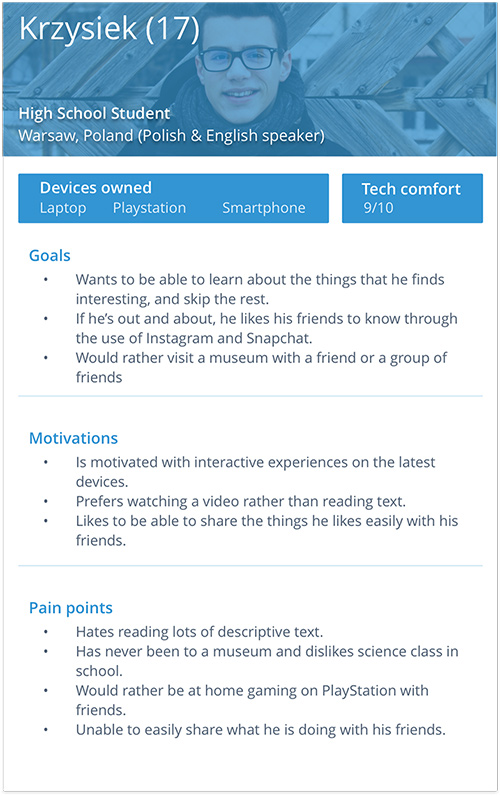 Krzysiek (17)
High School Student
Warsaw, Poland (Polish & English speaker)
Devices owned
Laptop Playstation Smartphone
Tech comfort
9/10
Goals
• Wants to be able to learn about the things that he finds
interesting, and skip the rest.
• If he’s out and about, he likes his friends to know through
the use of Instagram and Snapchat.
• Would rather visit a museum with a friend or a group of
friends
Motivations
• Is motivated with interactive experiences on the latest
devices.
• Prefers watching a video rather than reading text.
• Likes to be able to share the things he likes easily with his
friends.
Pain points
• Hates reading lots of descriptive text.
• Has never been to a museum and dislikes science class in
school.
• Would rather be at home gaming on PlayStation with
friends.
• Unable to easily share what he is doing with his friends.